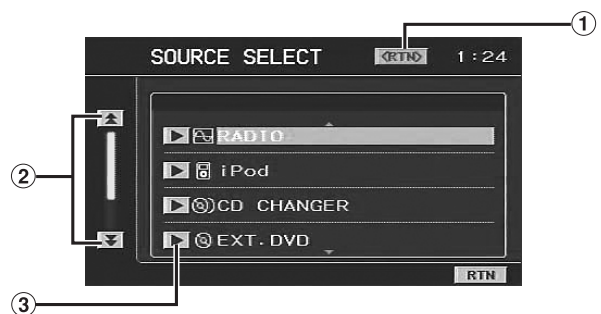 ①
SOURCE SELECT <RTN> 1:24
②
RADIO
iPod
CD CHANGER
EXT.DVD
RTN
③